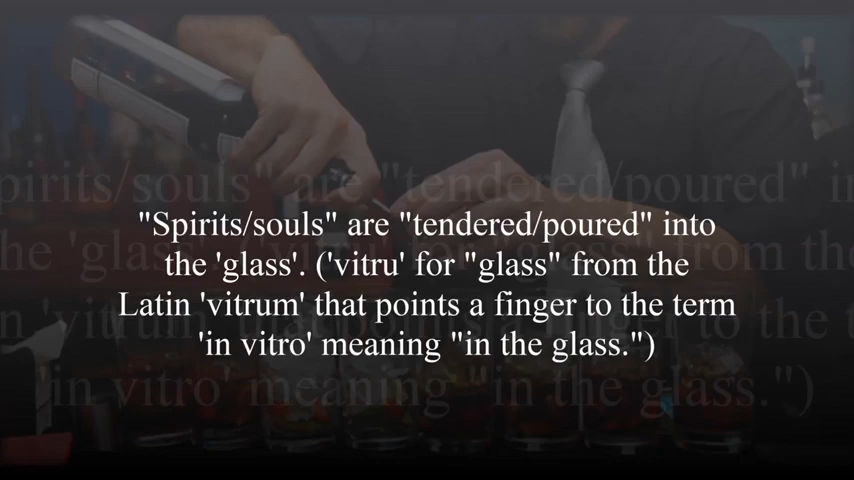 "Spirits/souls" are "tendered/poured" into
the 'glass'. ('vitru' for "glass" from the
Latin 'vitrum' that points a finger to the term
'in vitro' meaning "in the glass.")